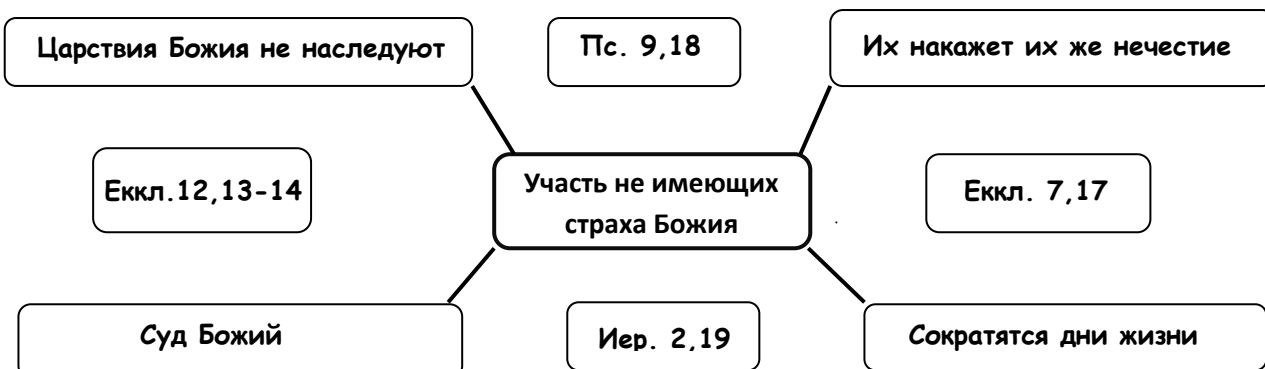 Царствия Божия не наследуют
Пс. 9,18
Их накажет их же нечестие
Еккл.12,13-14
Участь не имеющих
страха Божия
Еккл. 7,17
Суд Божий
Иер. 2,19
Сократятся дни жизни